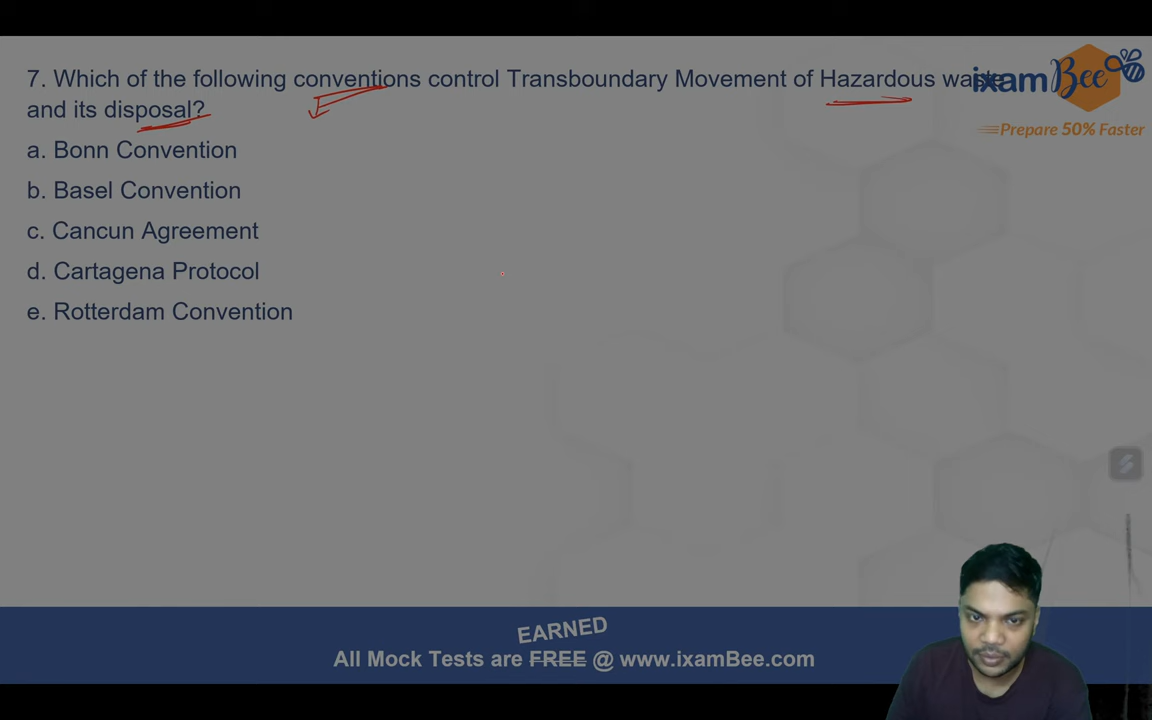 7. Which of the following conventions control Transboundary Movement of Hazardous waste
and its disposal?
a. Bonn Convention
b. Basel Convention
c. Cancun Agreement
d. Cartagena Protocol
e. Rotterdam Convention
ixamBee
Prepare 50% Faster
EARNED
All Mock Tests are FREE @ www.ixamBee.com